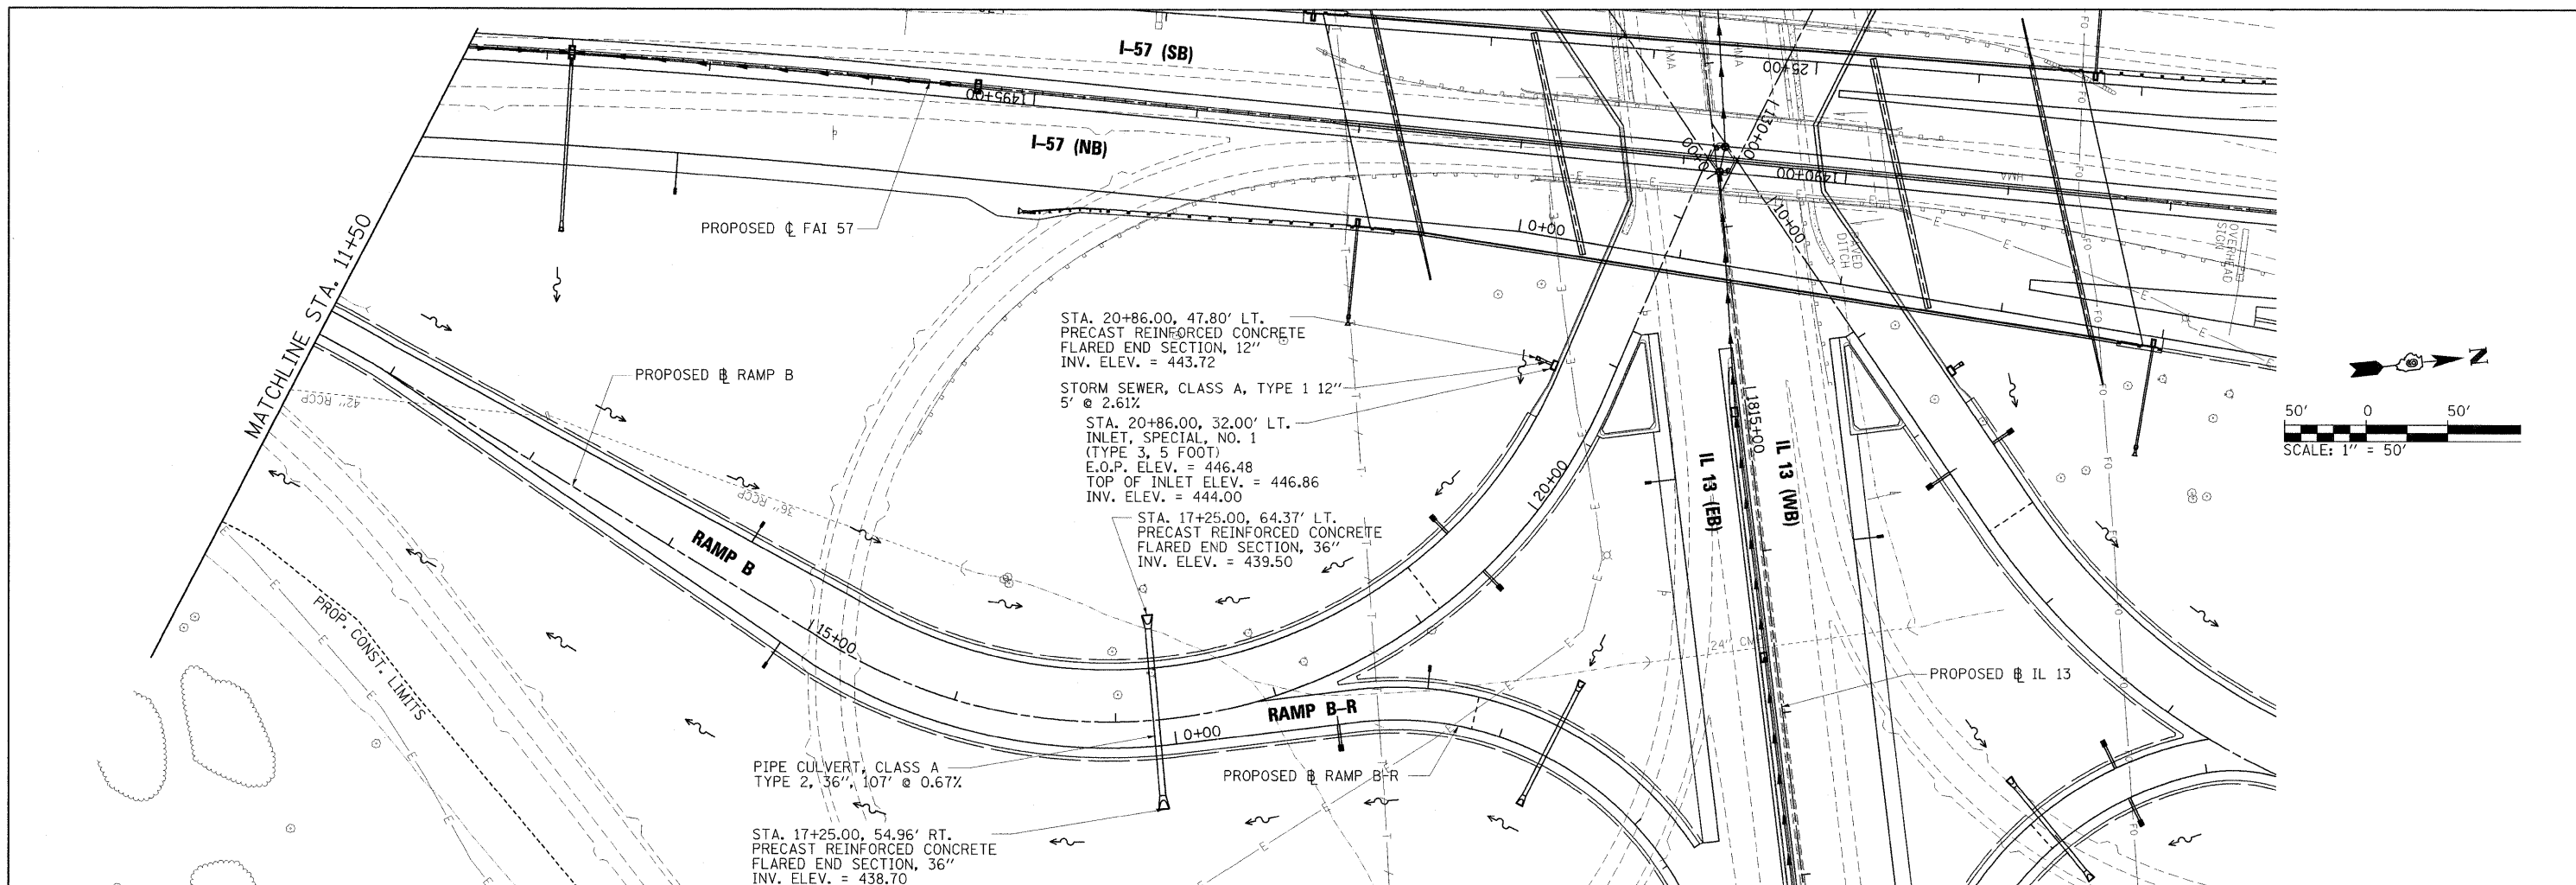 I-57 (SB)
I-57 (NB)
1495+00
25+00
130+00
0+00
1490+00
10+00
0+00
HMA
HMA
HMA
PAVED
DITCH
OVERHEAD
SIGN
PROPOSED ℄ FAI 57
MATCHLINE STA. 11+50
PROPOSED ⅊ RAMP B
42" RCCP
36" RCCP
STA. 20+86.00, 47.80' LT.
PRECAST REINFORCED CONCRETE
FLARED END SECTION, 12"
INV. ELEV. = 443.72
STORM SEWER, CLASS A, TYPE 1 12"
5' @ 2.61%
STA. 20+86.00, 32.00' LT.
INLET, SPECIAL, NO. 1
(TYPE 3, 5 FOOT)
E.O.P. ELEV. = 446.48
TOP OF INLET ELEV. = 446.86
INV. ELEV. = 444.00
STA. 17+25.00, 64.37' LT.
PRECAST REINFORCED CONCRETE
FLARED END SECTION, 36"
INV. ELEV. = 439.50
20+00
1815+00
IL 13 (EB)
IL 13 (WB)
N
50' 0 50'
SCALE: 1" = 50'
RAMP B
15+00
PROP. CONST. LIMITS
24" CMP
PROPOSED ⅊ IL 13
RAMP B-R
0+00
PROPOSED ⅊ RAMP B-R
PIPE CULVERT, CLASS A
TYPE 2, 36", 107' @ 0.67%
STA. 17+25.00, 54.96' RT.
PRECAST REINFORCED CONCRETE
FLARED END SECTION, 36"
INV. ELEV. = 438.70